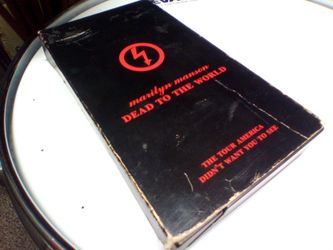 marilyn manson
DEAD TO THE WORLD
THE TOUR AMERICA
DIDN'T WANT YOU TO SEE